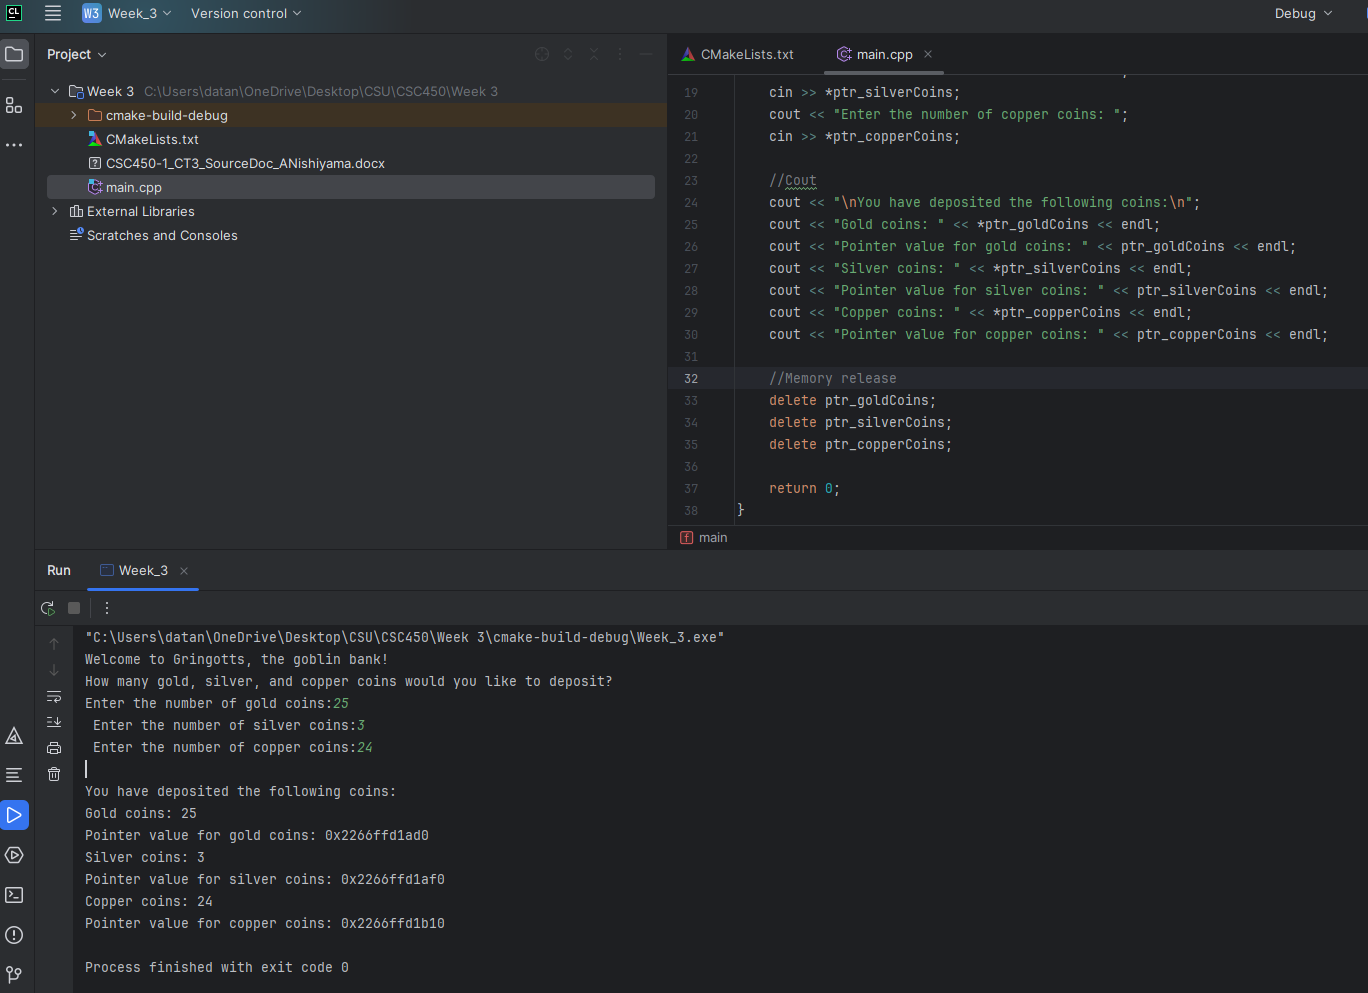 CL W3 Week_3 Version control Debug
Project
Week 3 C:\Users\datan\OneDrive\Desktop\CSU\CSC450\Week 3
cmake-build-debug
CMakeLists.txt
CSC450-1_CT3_SourceDoc_ANishiyama.docx
main.cpp
External Libraries
Scratches and Consoles
CMakeLists.txt main.cpp
19 cin >> *ptr_silverCoins;
20 cout << "Enter the number of copper coins: ";
21 cin >> *ptr_copperCoins;
22
23 //Cout
24 cout << "\nYou have deposited the following coins:\n";
25 cout << "Gold coins: " << *ptr_goldCoins << endl;
26 cout << "Pointer value for gold coins: " << ptr_goldCoins << endl;
27 cout << "Silver coins: " << *ptr_silverCoins << endl;
28 cout << "Pointer value for silver coins: " << ptr_silverCoins << endl;
29 cout << "Copper coins: " << *ptr_copperCoins << endl;
30 cout << "Pointer value for copper coins: " << ptr_copperCoins << endl;
31
32 //Memory release
33 delete ptr_goldCoins;
34 delete ptr_silverCoins;
35 delete ptr_copperCoins;
36
37 return 0;
38 }
f main
Run Week_3
"C:\Users\datan\OneDrive\Desktop\CSU\CSC450\Week 3\cmake-build-debug\Week_3.exe"
Welcome to Gringotts, the goblin bank!
How many gold, silver, and copper coins would you like to deposit?
Enter the number of gold coins:25
Enter the number of silver coins:3
Enter the number of copper coins:24
You have deposited the following coins:
Gold coins: 25
Pointer value for gold coins: 0x2266ffd1ad0
Silver coins: 3
Pointer value for silver coins: 0x2266ffd1af0
Copper coins: 24
Pointer value for copper coins: 0x2266ffd1b10
Process finished with exit code 0